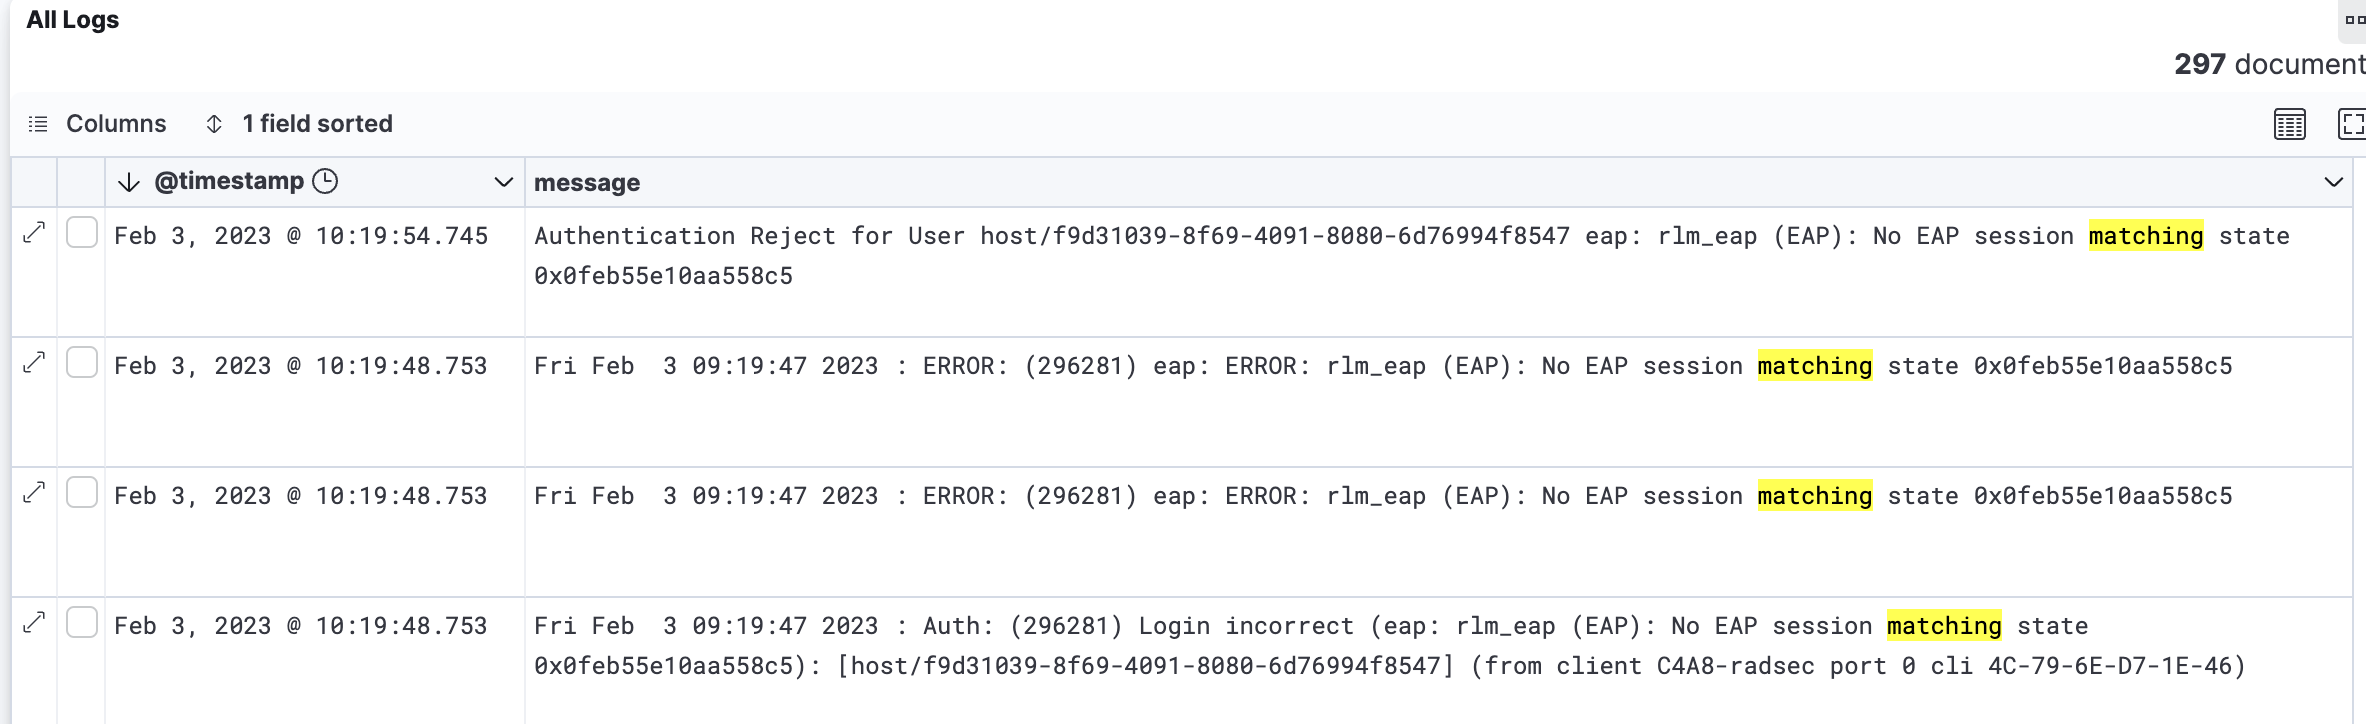 All Logs
297 document
Columns 1 field sorted
@timestamp message
Feb 3, 2023 @ 10:19:54.745 Authentication Reject for User host/f9d31039-8f69-4091-8080-6d76994f8547 eap: rlm_eap (EAP): No EAP session matching state
0x0feb55e10aa558c5
Feb 3, 2023 @ 10:19:48.753 Fri Feb  3 09:19:47 2023 : ERROR: (296281) eap: ERROR: rlm_eap (EAP): No EAP session matching state 0x0feb55e10aa558c5
Feb 3, 2023 @ 10:19:48.753 Fri Feb  3 09:19:47 2023 : ERROR: (296281) eap: ERROR: rlm_eap (EAP): No EAP session matching state 0x0feb55e10aa558c5
Feb 3, 2023 @ 10:19:48.753 Fri Feb  3 09:19:47 2023 : Auth: (296281) Login incorrect (eap: rlm_eap (EAP): No EAP session matching state
0x0feb55e10aa558c5): [host/f9d31039-8f69-4091-8080-6d76994f8547] (from client C4A8-radsec port 0 cli 4C-79-6E-D7-1E-46)